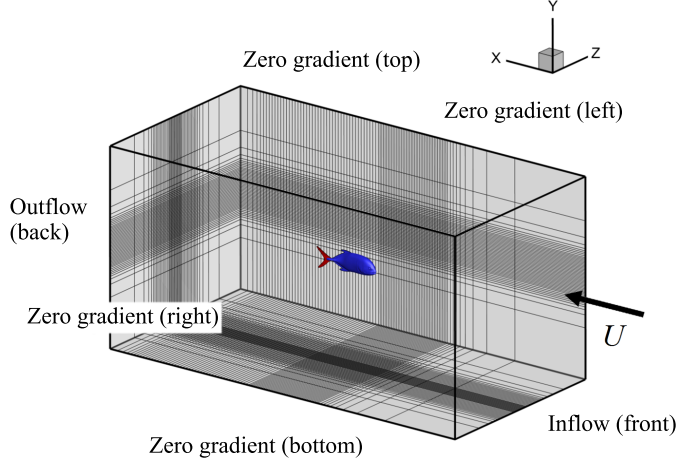 Y
X
Z
Zero gradient (top)
Zero gradient (left)
Outflow
(back)
Zero gradient (right)
U
Inflow (front)
Zero gradient (bottom)